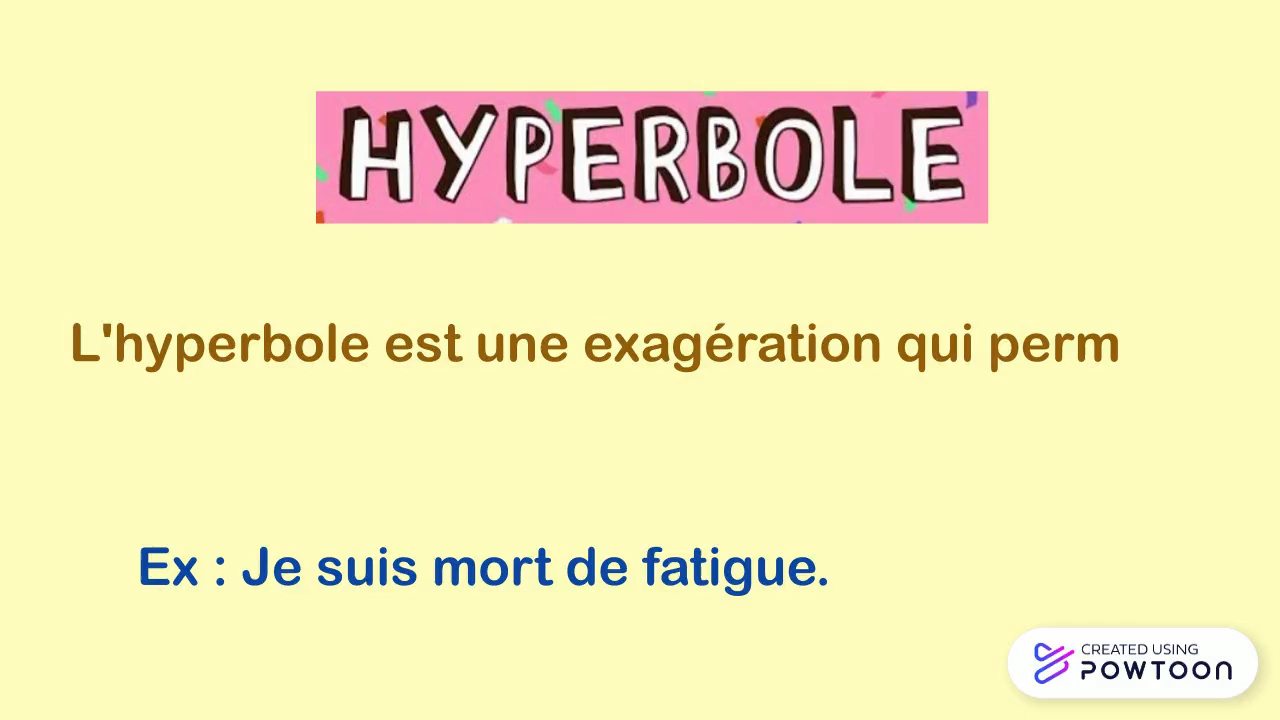 HYPERBOLE
L'hyperbole est une exagération qui perm
Ex : Je suis mort de fatigue.
CREATED USING
POWTOON